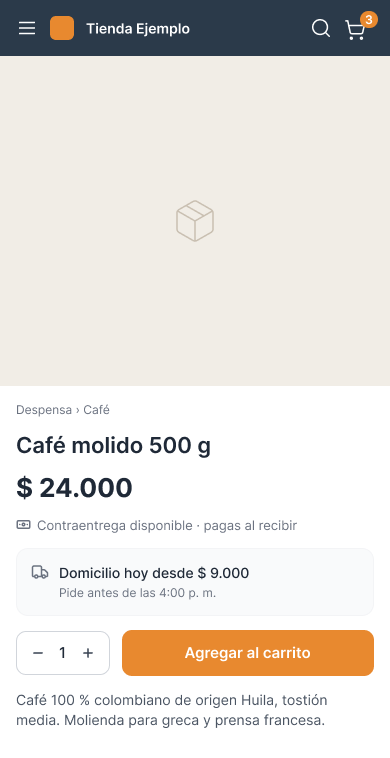 Tienda Ejemplo
3
Despensa › Café
Café molido 500 g
$ 24.000
Contraentrega disponible · pagas al recibir
Domicilio hoy desde $ 9.000
Pide antes de las 4:00 p. m.
− 1 +
Agregar al carrito
Café 100 % colombiano de origen Huila, tostión
media. Molienda para greca y prensa francesa.